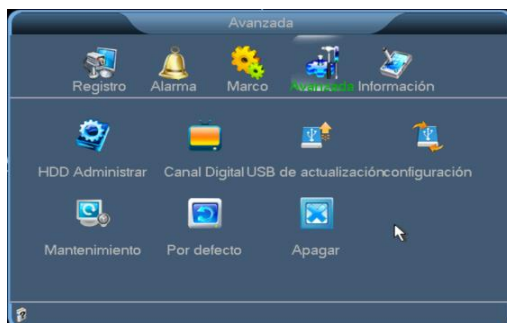 Avanzada
Registro Alarma Marco Avanzada Información
HDD Administrar Canal Digital USB de actualización configuración
Mantenimiento Por defecto Apagar